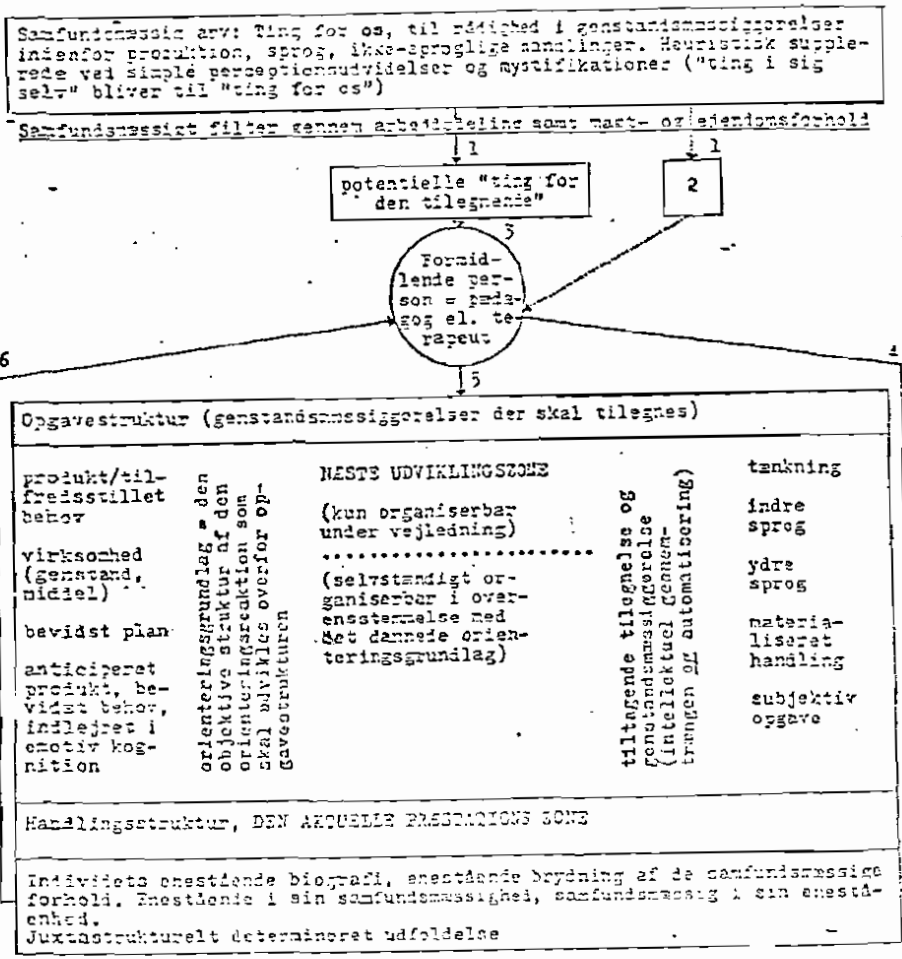 Samfundsmæssig arv: Ting for os, til rådighed i genstandsmæssiggørelser
indenfor produktion, sprog, ikke-sproglige handlinger. Heuristisk supple-
rede ved simple perceptionsudvidelser og mystifikationer ("ting i sig
selv" bliver til "ting for os")
Samfundsmæssigt filter gennem arbejdsdeling samt magt- og ejendomsforhold
1
1
potentielle "ting for
den tilegnende"
2
3
Formid-
lende per-
son = pæda-
gog el. te-
rapeut
6
4
5
Opgavestruktur (genstandsmæssiggørelser der skal tilegnes)
produkt/til-
fredsstillet
behov
virksomhed
(genstand,
middel)
bevidst plan
anticiperet
produkt, be-
vidst behov,
indlejret i
emotiv kog-
nition
orienteringsgrundlag = den
objektive struktur af den
orienteringsreaktion som
skal udvikles overfor op-
gavestrukturen
NÆSTE UDVIKLINGSZONE
(kun organiserbar
under vejledning)
(selvstændigt or-
ganiserbar i over-
ensstemmelse med
det dannede orien-
teringsgrundlag)
tiltagende tilegnelse og
genstandsmæssiggørelse
(intellektuel gennem-
trængen og automatisering)
tænkning
indre
sprog
ydre
sprog
materia-
liseret
handling
subjektiv
opgave
Handlingsstruktur, DEN AKTUELLE PRÆSTATIONS ZONE
Individets enestående biografi, enestående brydning af de samfundsmæssige
forhold. Enestående i sin samfundsmæssighed, samfundsmæssig i sin enestå-
enhed.
Juxtastrukturelt determineret udfoldelse